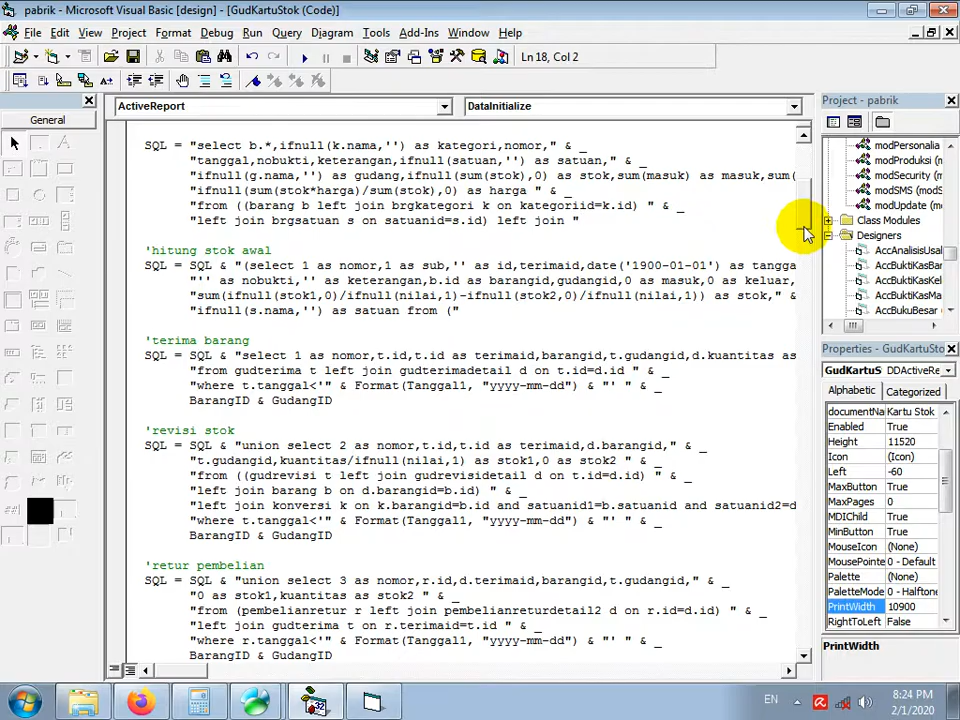 pabrik - Microsoft Visual Basic [design] - [GudKartuStok (Code)]
File Edit View Project Format Debug Run Query Diagram Tools Add-Ins Window Help
Ln 18, Col 2
General
ActiveReport
DataInitialize
SQL = "select b.*,ifnull(k.nama,'') as kategori,nomor," & _
"tanggal,nobukti,keterangan,ifnull(satuan,'') as satuan," & _
"ifnull(g.nama,'') as gudang,ifnull(sum(stok),0) as stok,sum(masuk) as masuk,sum(
"ifnull(sum(stok*harga)/sum(stok),0) as harga " & _
"from ((barang b left join brgkategori k on kategoriid=k.id) " & _
"left join brgsatuan s on satuanid=s.id) left join "
'hitung stok awal
SQL = SQL & "(select 1 as nomor,1 as sub,'' as id,terimaid,date('1900-01-01') as tangga
"'' as nobukti,'' as keterangan,b.id as barangid,gudangid,0 as masuk,0 as keluar,
"sum(ifnull(stok1,0)/ifnull(nilai,1)-ifnull(stok2,0)/ifnull(nilai,1)) as stok," &
"ifnull(s.nama,'') as satuan from ("
'terima barang
SQL = SQL & "select 1 as nomor,t.id,t.id as terimaid,barangid,t.gudangid,d.kuantitas as
"from gudterima t left join gudterimadetail d on t.id=d.id " & _
"where t.tanggal<'" & Format(Tanggal1, "yyyy-mm-dd") & "' " & _
BarangID & GudangID
'revisi stok
SQL = SQL & "union select 2 as nomor,t.id,t.id as terimaid,d.barangid," & _
"t.gudangid,kuantitas/ifnull(nilai,1) as stok1,0 as stok2 " & _
"from ((gudrevisi t left join gudrevisidetail d on t.id=d.id) " & _
"left join barang b on d.barangid=b.id) " & _
"left join konversi k on k.barangid=b.id and satuanid1=b.satuanid and satuanid2=d
"where t.tanggal<'" & Format(Tanggal1, "yyyy-mm-dd") & "' " & _
BarangID & GudangID
'retur pembelian
SQL = SQL & "union select 3 as nomor,r.id,d.terimaid,barangid,t.gudangid," & _
"0 as stok1,kuantitas as stok2 " & _
"from (pembelianretur r left join pembelianreturdetail2 d on r.id=d.id) " & _
"left join gudterima t on r.terimaid=t.id " & _
"where r.tanggal<'" & Format(Tanggal1, "yyyy-mm-dd") & "' " & _
BarangID & GudangID
Project - pabrik
modPersonalia
modProduksi (m
modSecurity (m
modSMS (modS
modUpdate (mo
Class Modules
Designers
AccAnalisisUsal
AccBuktiKasBar
AccBuktiKasKel
AccBuktiKasMa
AccBukuBesar (
Properties - GudKartuSto
GudKartuS DDActiveRe
Alphabetic Categorized
documentNa Kartu Stok
Enabled True
Height 11520
Icon (Icon)
Left -60
MaxButton True
MaxPages 0
MDIChild True
MinButton True
MouseIcon (None)
MousePointe 0 - Default
Palette (None)
PaletteMode 0 - Halftone
PrintWidth 10900
RightToLeft False
PrintWidth
EN
8:24 PM
2/1/2020